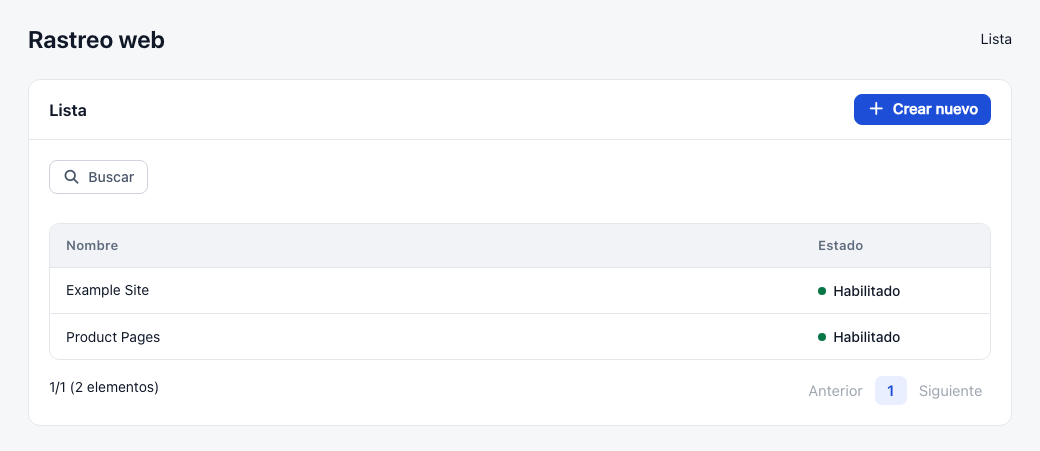 Rastreo web
Lista
Lista
Crear nuevo
Buscar
Nombre Estado
Example Site Habilitado
Product Pages Habilitado
1/1 (2 elementos)
Anterior 1 Siguiente